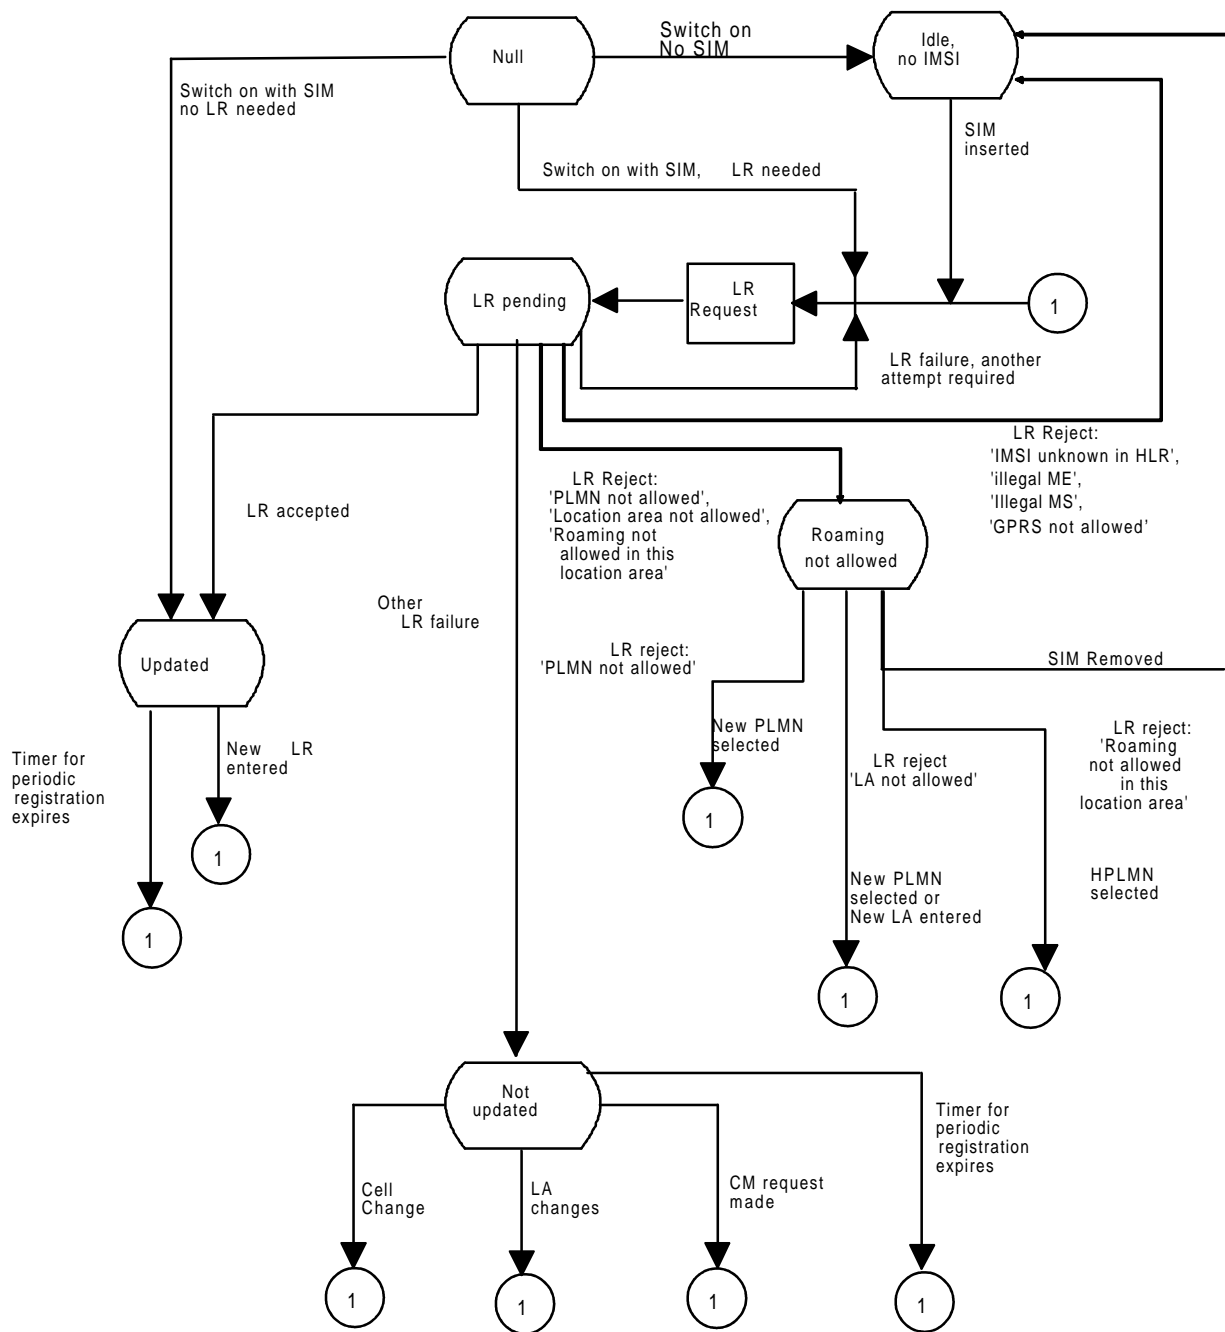 Switch on
No SIM
Null
Idle,
no IMSI
Switch on with SIM
no LR needed
SIM
inserted
Switch on with SIM, LR needed
LR pending
LR
Request
1
LR failure, another
attempt required
LR Reject:
'IMSI unknown in HLR',
'illegal ME',
'Illegal MS',
'GPRS not allowed'
LR Reject:
'PLMN not allowed',
'Location area not allowed',
'Roaming not
allowed in this
location area'
LR accepted
Roaming
not allowed
Other
LR failure
Updated
LR reject:
'PLMN not allowed'
SIM Removed
New PLMN
selected
LR reject
'LA not allowed'
LR reject:
'Roaming
not allowed
in this
location area'
Timer for
periodic
registration
expires
New LR
entered
1
1
1
New PLMN
selected or
New LA entered
HPLMN
selected
1
1
Not
updated
Timer for
periodic
registration
expires
Cell
Change
LA
changes
CM request
made
1
1
1
1